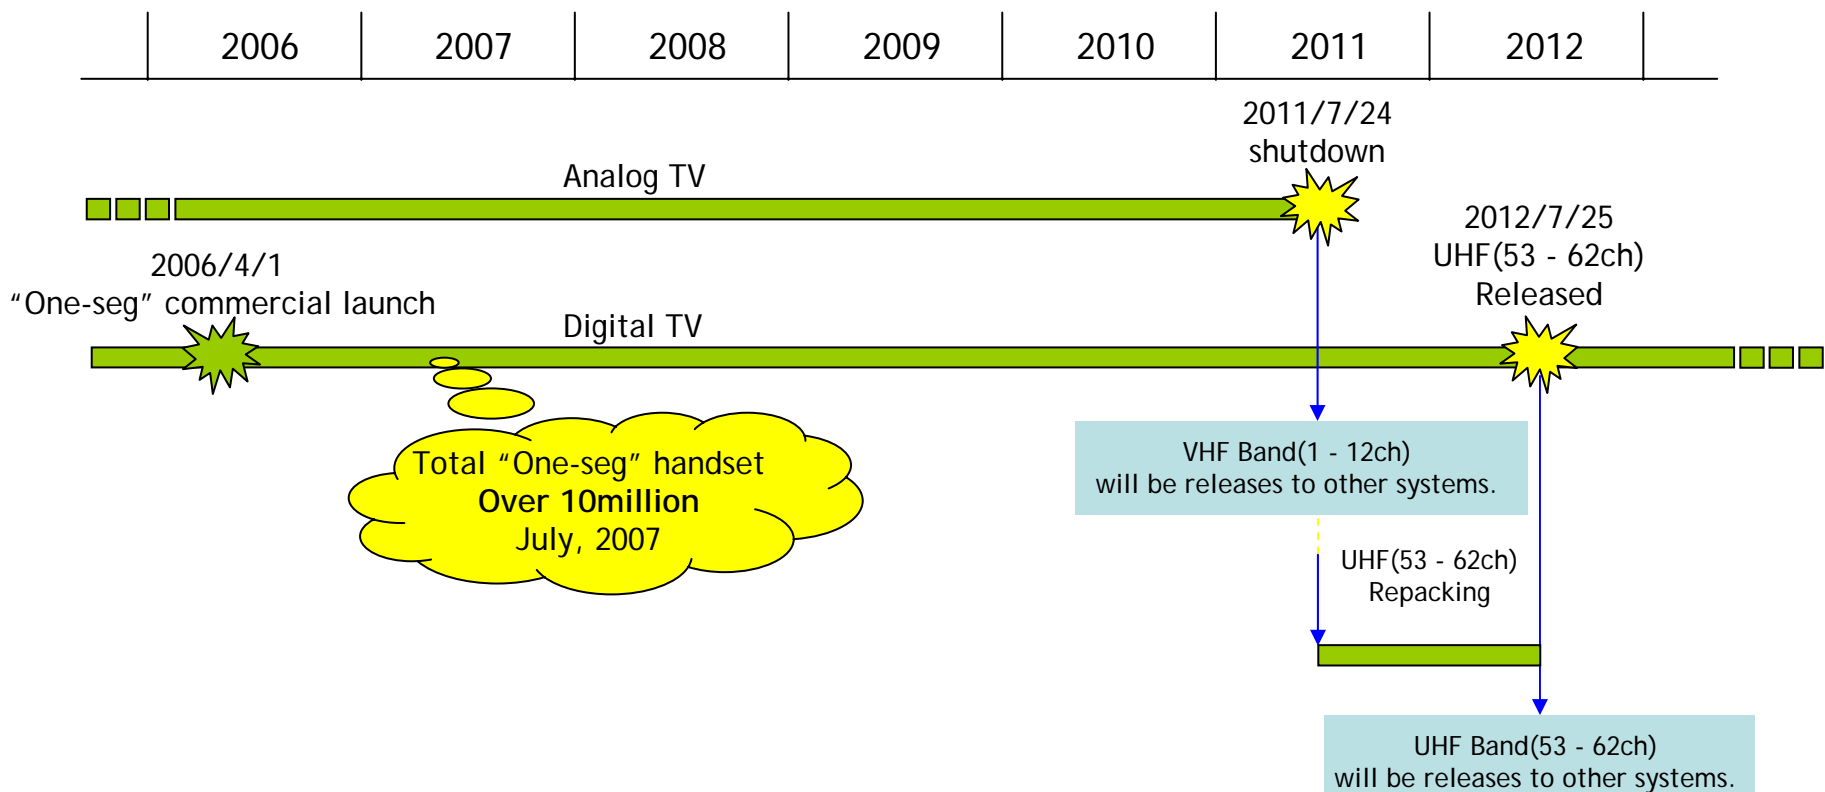 2006
2007
2008
2009
2010
2011
2012
2011/7/24
shutdown
Analog TV
2012/7/25
UHF(53 - 62ch)
Released
2006/4/1
“One-seg” commercial launch
Digital TV
Total “One-seg” handset
Over 10million
July, 2007
VHF Band(1 - 12ch)
will be releases to other systems.
UHF(53 - 62ch)
Repacking
UHF Band(53 - 62ch)
will be releases to other systems.